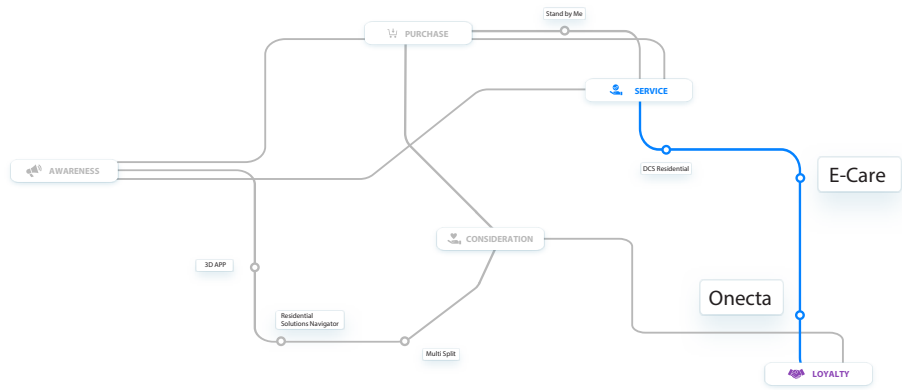 Stand by Me
PURCHASE
SERVICE
DCS Residential
AWARENESS
E-Care
CONSIDERATION
3D APP
Onecta
Residential
Solutions Navigator
Multi Split
LOYALTY